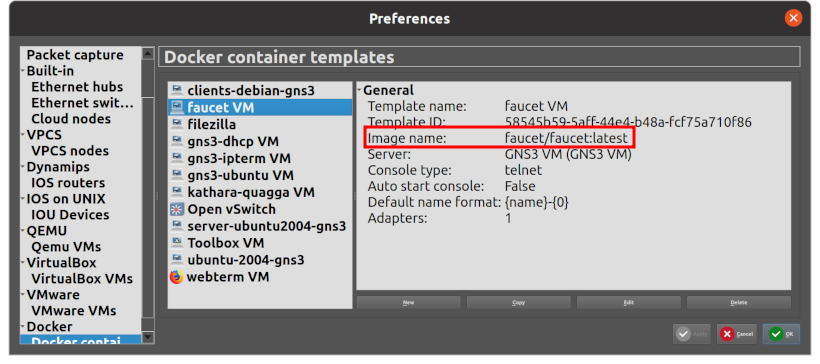 Preferences
Packet capture
Built-in
Ethernet hubs
Ethernet swit...
Cloud nodes
VPCS
VPCS nodes
Dynamips
IOS routers
IOS on UNIX
IOU Devices
QEMU
Qemu VMs
VirtualBox
VirtualBox VMs
VMware
VMware VMs
Docker
Docker contai
Docker container templates
clients-debian-gns3
faucet VM
filezilla
gns3-dhcp VM
gns3-ipterm VM
gns3-ubuntu VM
kathara-quagga VM
Open vSwitch
server-ubuntu2004-gns3
Toolbox VM
ubuntu-2004-gns3
webterm VM
General
Template name: faucet VM
Template ID: 58545b59-5aff-44e4-b48a-fcf75a710f86
Image name: faucet/faucet:latest
Server: GNS3 VM (GNS3 VM)
Console type: telnet
Auto start console: False
Default name format: {name}-{0}
Adapters: 1
New Copy Edit Delete
Apply Cancel OK